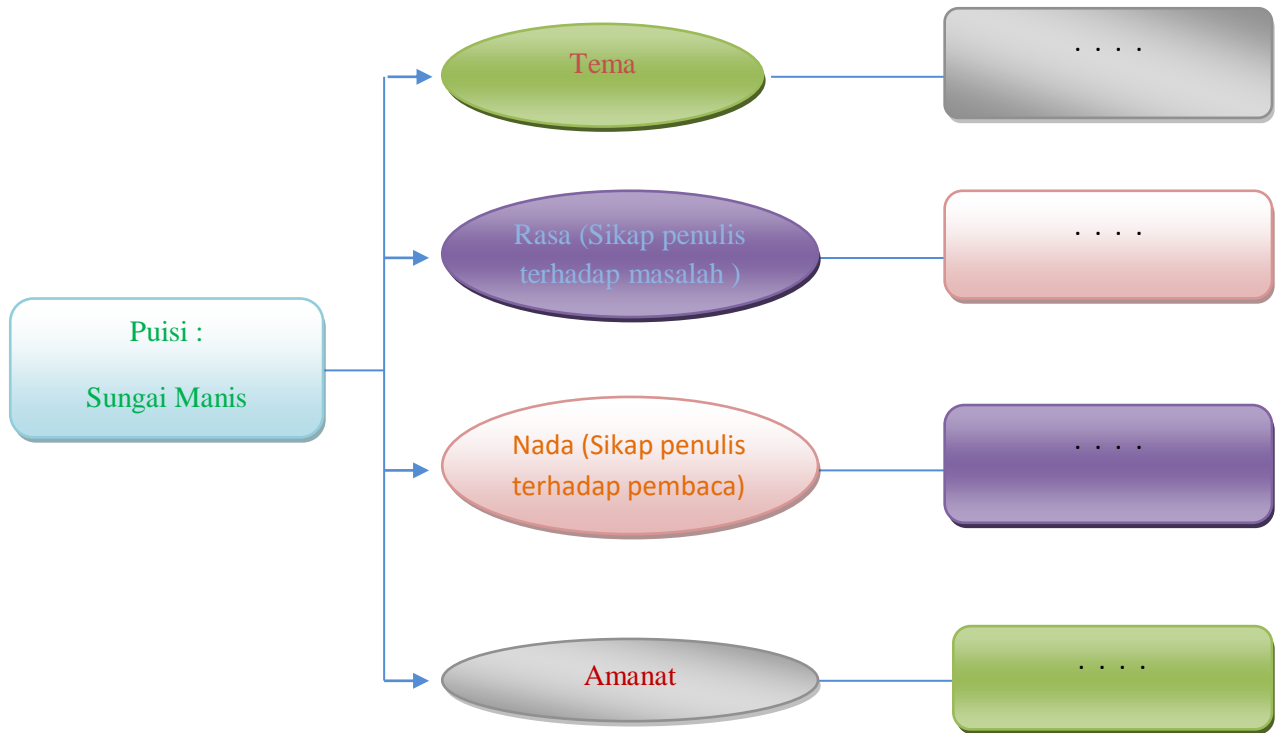 Tema
. . . .
Rasa (Sikap penulis
terhadap masalah )
. . . .
Puisi :
Sungai Manis
Nada (Sikap penulis
terhadap pembaca)
. . . .
Amanat
. . . .